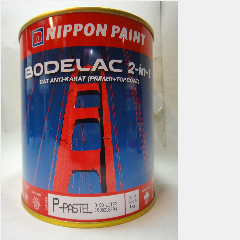 NIPPON PAINT
BODELAC 2-in-1
CAT ANTI-KARAT (PRIMER+TOPCOAT)
P-PASTEL